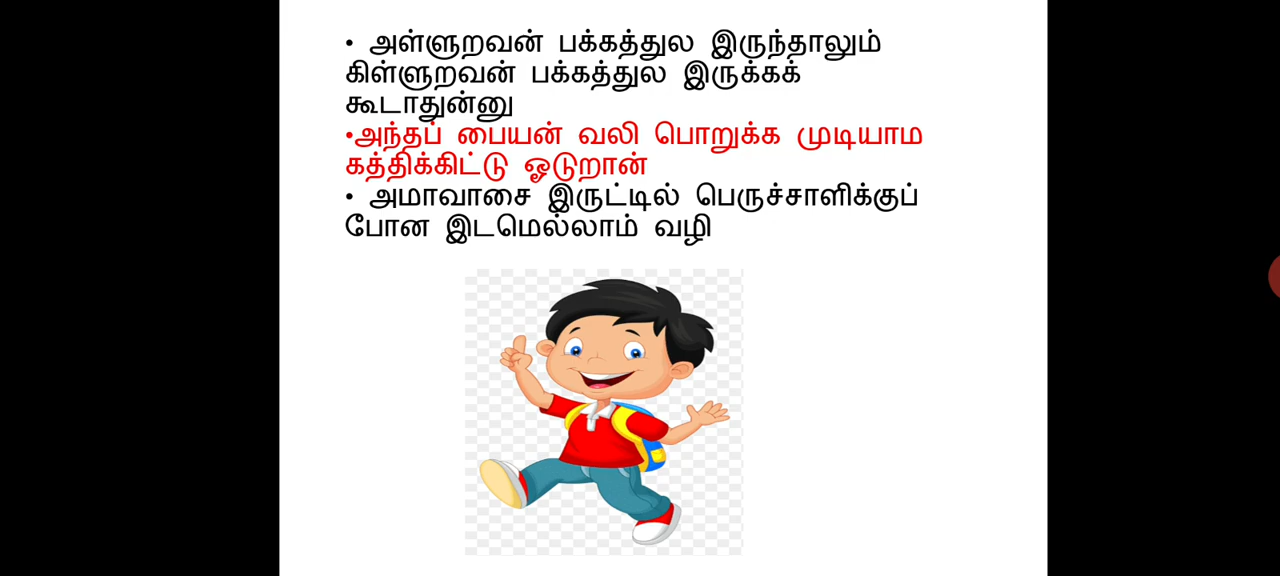 • அள்ளுறவன் பக்கத்துல இருந்தாலும்
கிள்ளுறவன் பக்கத்துல இருக்கக்
கூடாதுன்னு
•அந்தப் பையன் வலி பொறுக்க முடியாம
கத்திக்கிட்டு ஓடுறான்
• அமாவாசை இருட்டில் பெருச்சாளிக்குப்
போன இடமெல்லாம் வழி